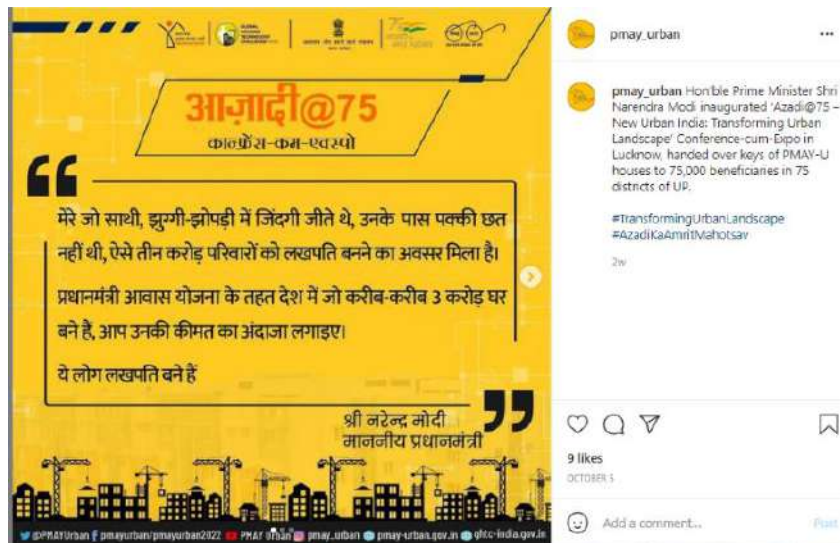 आज़ादी@75
कान्फ्रेंस-कम-एक्स्पो
मेरे जो साथी, झुग्गी-झोपड़ी में जिंदगी जीते थे, उनके पास पक्की छत
नहीं थी, ऐसे तीन करोड़ परिवारों को लखपति बनने का अवसर मिला है।
प्रधानमंत्री आवास योजना के तहत देश में जो करीब-करीब 3 करोड़ घर
बने हैं, आप उनकी कीमत का अंदाजा लगाइए।
ये लोग लखपति बने हैं
श्री नरेन्द्र मोदी
माननीय प्रधानमंत्री
@PMAYUrban pmayurban/pmayurban2022 PMAY Urban pmay_urban pmay-urban.gov.in ghtc-india.gov.in
pmay_urban
pmay_urban Hon'ble Prime Minister Shri
Narendra Modi inaugurated 'Azadi@75 –
New Urban India: Transforming Urban
Landscape' Conference-cum-Expo in
Lucknow, handed over keys of PMAY-U
houses to 75,000 beneficiaries in 75
districts of UP.
#TransformingUrbanLandscape
#AzadiKaAmritMahotsav
2w
9 likes
OCTOBER 5
Add a comment...
Post